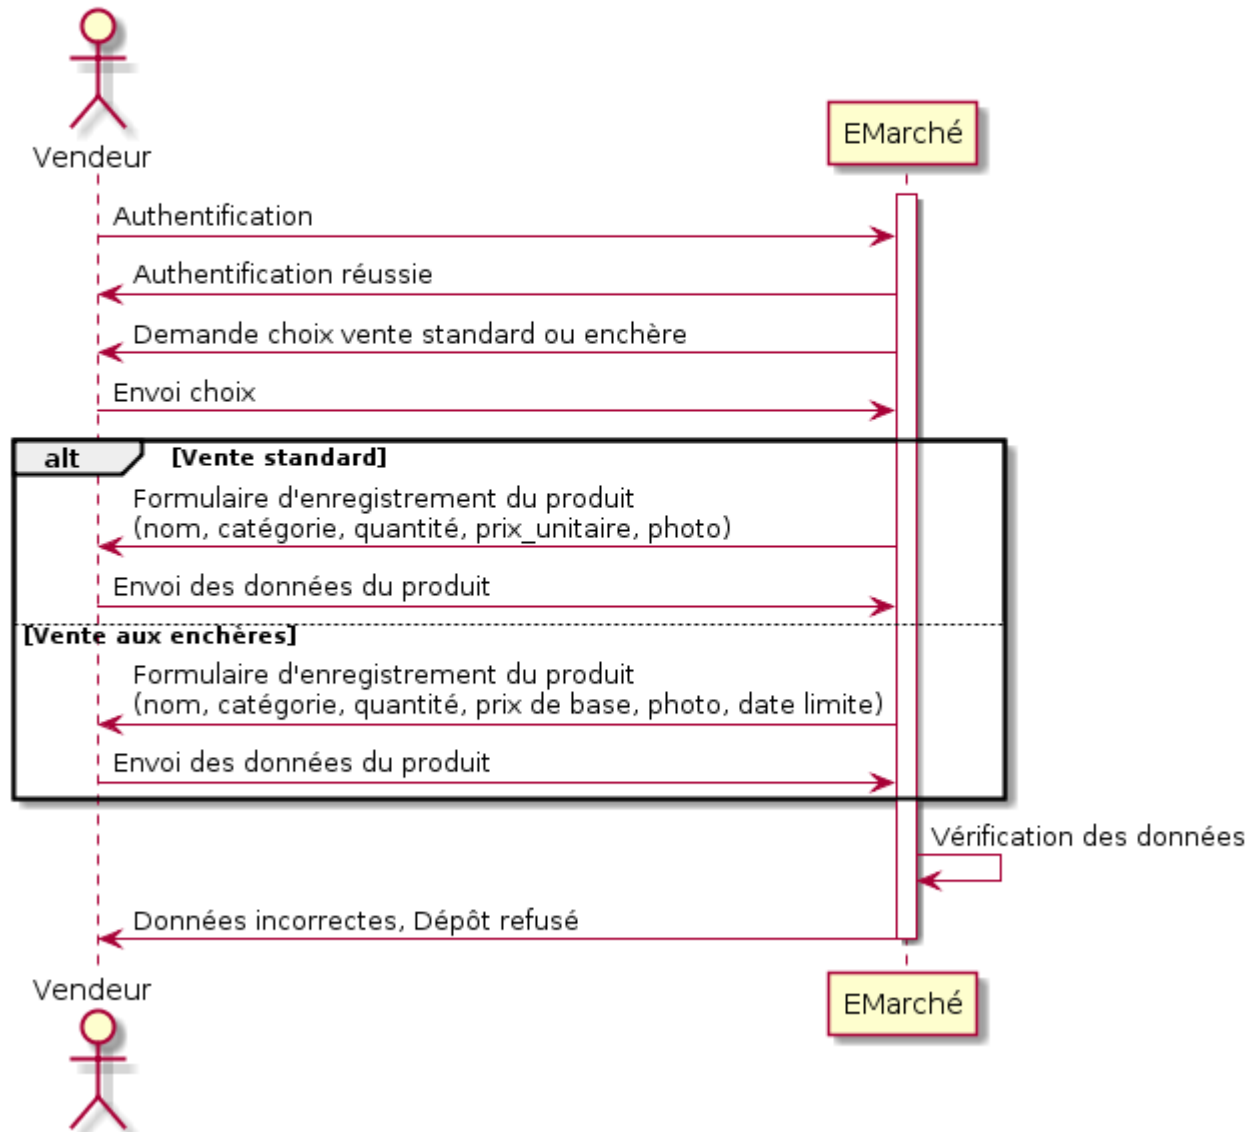 Vendeur
EMarché
Authentification
Authentification réussie
Demande choix vente standard ou enchère
Envoi choix
alt
[Vente standard]
Formulaire d'enregistrement du produit
(nom, catégorie, quantité, prix_unitaire, photo)
Envoi des données du produit
[Vente aux enchères]
Formulaire d'enregistrement du produit
(nom, catégorie, quantité, prix de base, photo, date limite)
Envoi des données du produit
Vérification des données
Données incorrectes, Dépôt refusé
Vendeur
EMarché